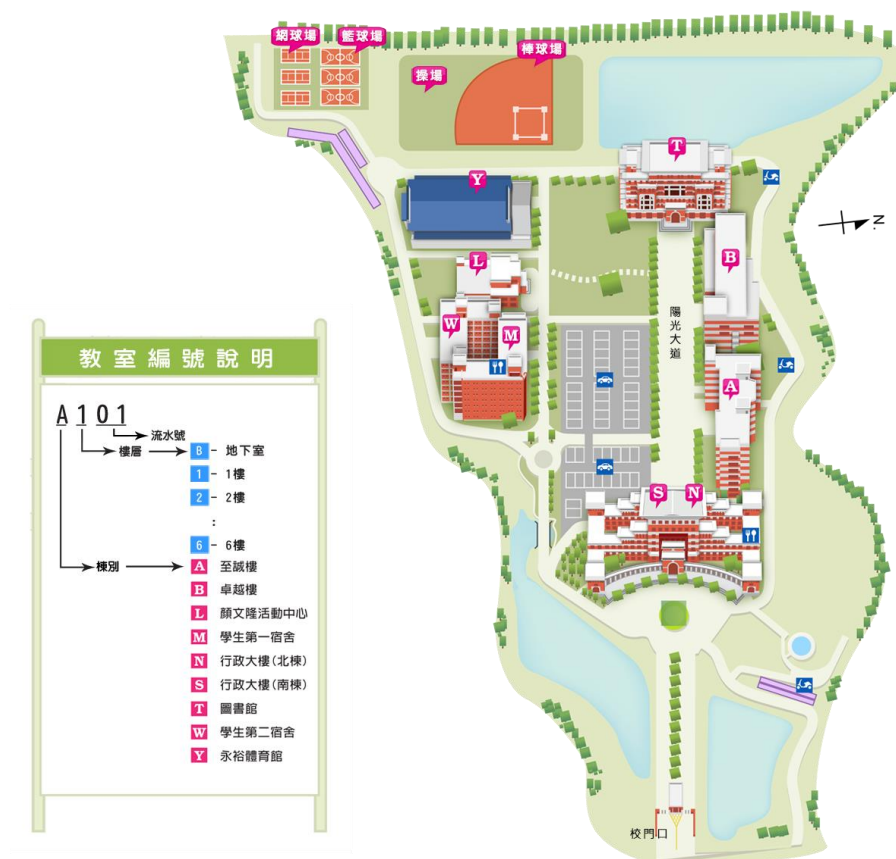 網球場
籃球場
棒球場
操場
T
Y
N.
B
L
陽光大道
W
M
A
S
N
校門口
教室編號說明
A101
流水號
樓層
B - 地下室
1 - 1樓
2 - 2樓
:
6 - 6樓
棟別
A 至誠樓
B 卓越樓
L 顏文隆活動中心
M 學生第一宿舍
N 行政大樓(北棟)
S 行政大樓(南棟)
T 圖書館
W 學生第二宿舍
Y 永裕體育館